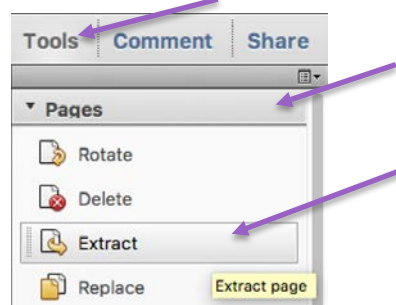 Tools Comment Share
Pages
Rotate
Delete
Extract
Replace Extract page